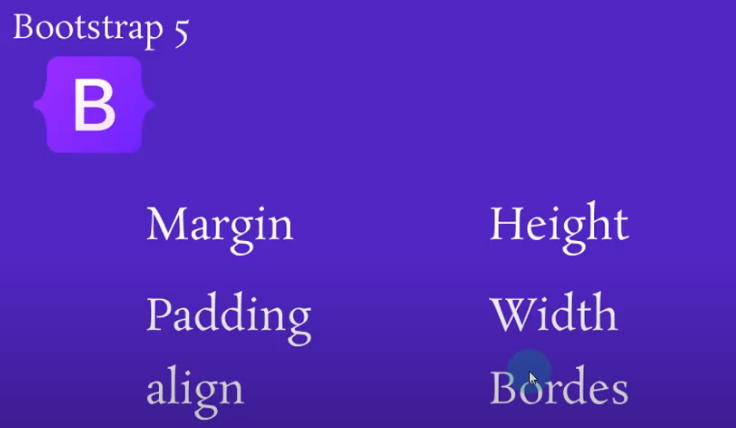 Bootstrap 5
B
Margin
Height
Padding
Width
align
Bordes